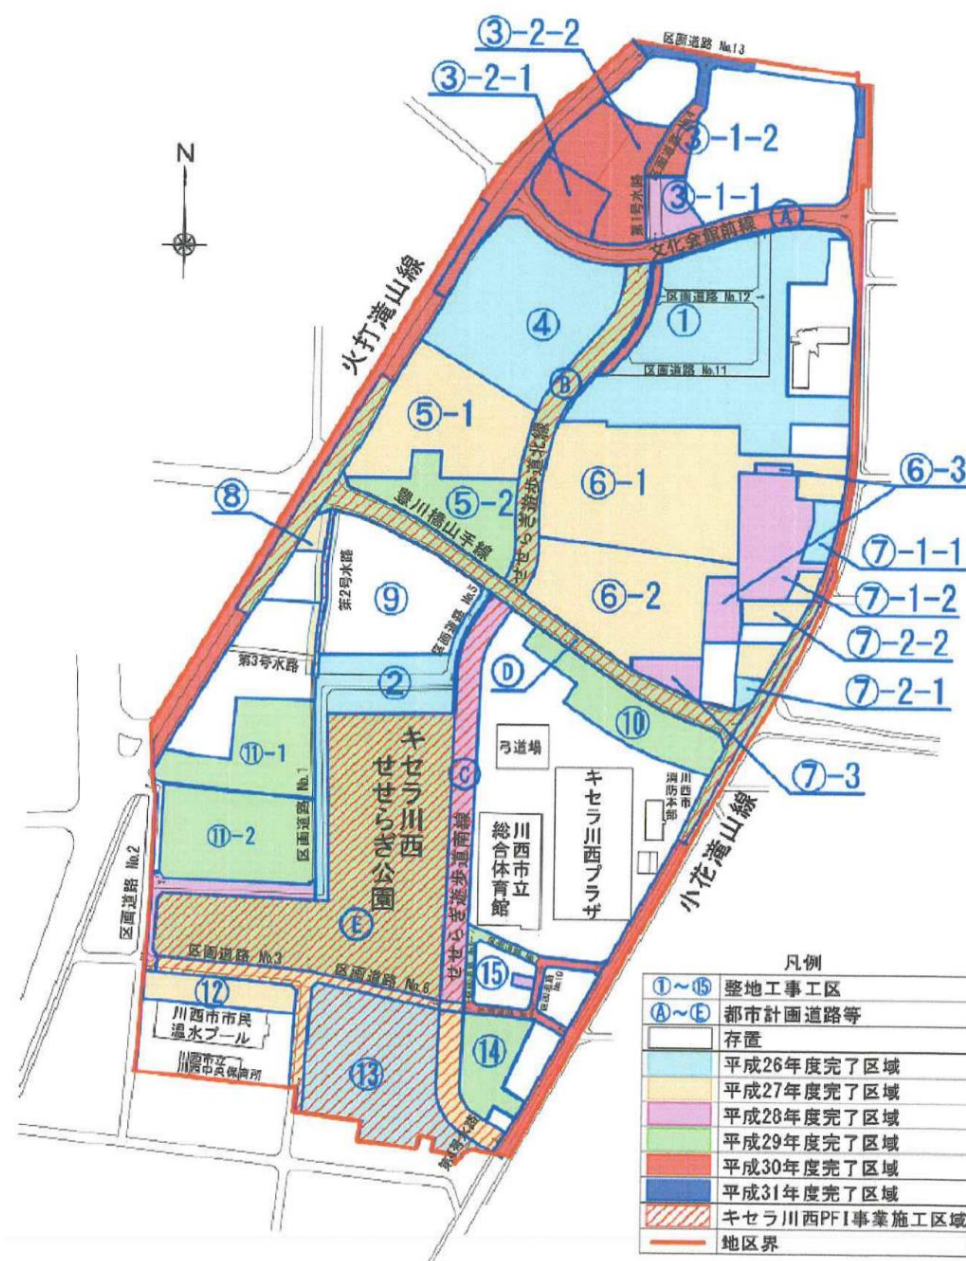 ③-2-2
区画道路 No.13
③-2-1
N
③-1-2
③-1-1
第1号水路
Ⓐ
文化会館前線
火打滝山線
④
区画道路 No.12
①
区画道路 No.11
Ⓑ
⑤-1
せせらぎ遊歩道北線
⑥-1
⑥-3
⑧
⑤-2
豊川橋山手線
⑦-1-1
第2号水路
⑨
区画道路 No.5
⑥-2
⑦-1-2
⑦-2-2
第3号水路
②
Ⓓ
⑦-2-1
⑩
⑪-1
弓道場
⑦-3
キセラ川西
せせらぎ公園
Ⓒ
川西市
消防本部
キセラ川西プラザ
小花滝山線
区画道路 No.1
⑪-2
川西市立
総合体育館
区画道路 No.2
せせらぎ遊歩道南線
Ⓔ
区画道路 No.3
区画道路 No.6
⑮
⑫
川西市市民
温水プール
⑬
⑭
凡例
①～⑮ 整地工事工区
Ⓐ～Ⓔ 都市計画道路等
存置
平成26年度完了区域
平成27年度完了区域
平成28年度完了区域
平成29年度完了区域
平成30年度完了区域
平成31年度完了区域
キセラ川西PFI事業施工区域
地区界